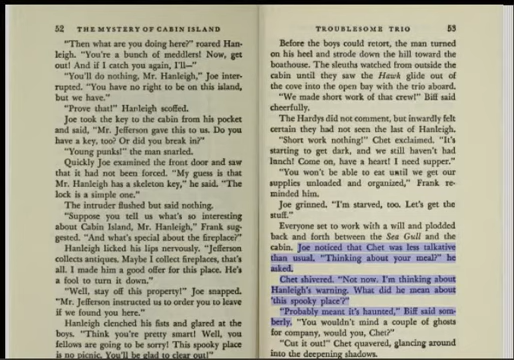 52 THE MYSTERY OF CABIN ISLAND
"Then what are you doing here?" roared Han-
leigh. "You're a bunch of meddlers! Now, get
out! And if I catch you again, I'll—"
"You'll do nothing, Mr. Hanleigh," Joe inter-
rupted. "You have no right to be on this island,
but we have."
"Prove that!" Hanleigh scoffed.
Joe took the key to the cabin from his pocket
and said, "Mr. Jefferson gave this to us. Do you
have a key, too? Or did you break in?"
"Young punks!" the man snarled.
Quickly Joe examined the front door and saw
that it had not been forced. "My guess is that
Mr. Hanleigh has a skeleton key," he said. "The
lock is a simple one."
The intruder flushed but said nothing.
"Suppose you tell us what's so interesting
about Cabin Island, Mr. Hanleigh," Frank sug-
gested. "And what's special about the fireplace?"
Hanleigh licked his lips nervously. "Jefferson
collects antiques. Maybe I collect fireplaces, that's
all. I made him a good offer for this place. He's
a fool to turn it down."
"Well, stay off this property!" Joe snapped.
"Mr. Jefferson instructed us to order you to leave
if we found you here."
Hanleigh clenched his fists and glared at the
boys. "Think you're pretty smart! Well, you
fellows are going to be sorry! This spooky place
is no picnic. You'll be glad to clear out!"
TROUBLESOME TRIO 53
Before the boys could retort, the man turned
on his heel and strode down the hill toward the
boathouse. The sleuths watched from outside the
cabin until they saw the Hawk glide out of
the cove into the open bay with the trio aboard.
"We made short work of that crew!" Biff said
cheerfully.
The Hardys did not comment, but inwardly felt
certain they had not seen the last of Hanleigh.
"Short work nothing!" Chet exclaimed. "It's
starting to get dark, and we still haven't had
lunch! Come on, have a heart! I need supper."
"You won't be able to eat until we get our
supplies unloaded and organized," Frank re-
minded him.
Joe grinned. "I'm starved, too. Let's get the
stuff."
Everyone set to work with a will and plodded
back and forth between the Sea Gull and the
cabin. Joe noticed that Chet was less talkative
than usual. "Thinking about your meal?" he
asked.
Chet shivered. "Not now. I'm thinking about
Hanleigh's warning. What did he mean about
'this spooky place'?"
"Probably meant it's haunted," Biff said som-
berly. "You wouldn't mind a couple of ghosts
for company, would you, Chet?"
"Cut it out!" Chet quavered, glancing around
into the deepening shadows.